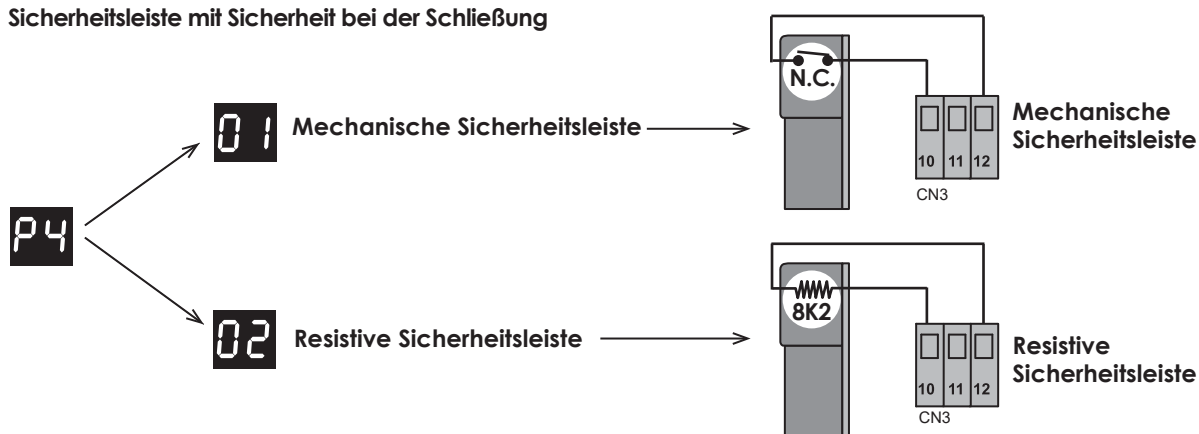 Sicherheitsleiste mit Sicherheit bei der Schließung
N.C.
01 Mechanische Sicherheitsleiste
10 11 12
CN3
Mechanische
Sicherheitsleiste
P4
8K2
02 Resistive Sicherheitsleiste
10 11 12
CN3
Resistive
Sicherheitsleiste